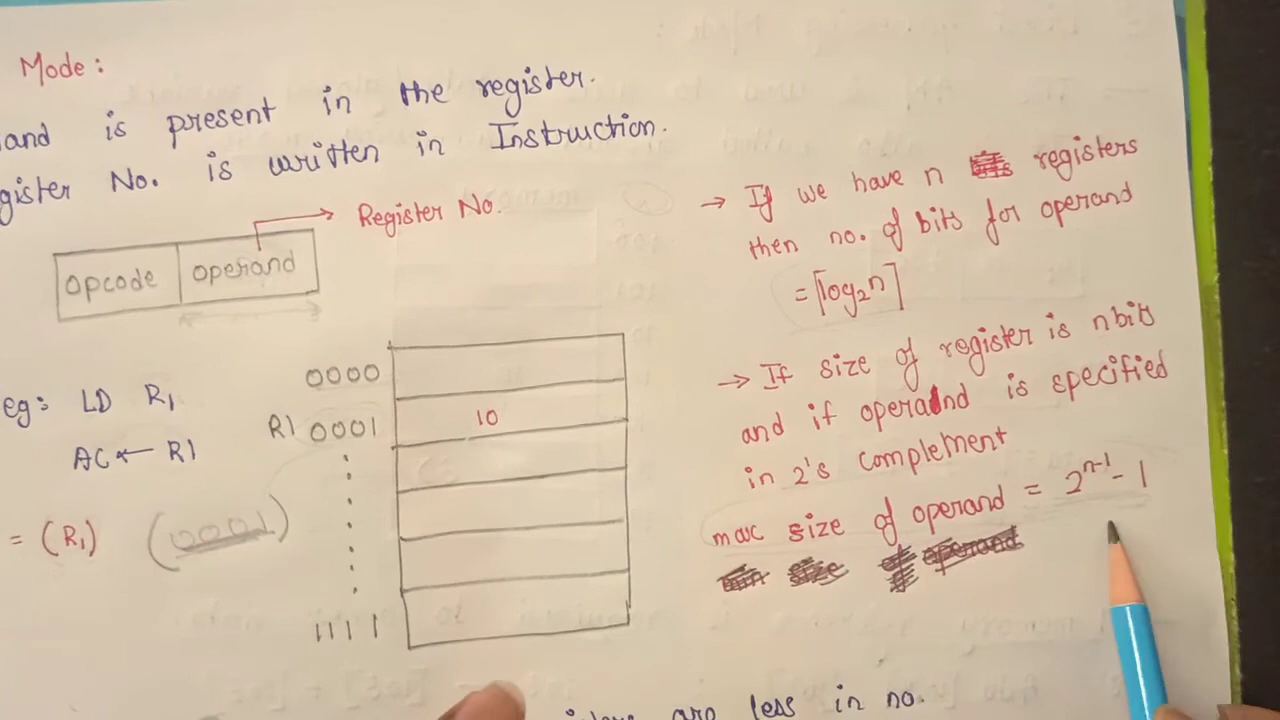 Mode:
and is present in the register.
gister No. is written in Instruction.
Register No.
opcode operand
eg: LD R1
AC ← R1
= (R1) (0001)
0000
R1 0001 10
1111
→ If we have n registers
then no. of bits for operand
= ⌈log₂n⌉
→ If size of register is n bits
and if operand is specified
in 2's complement
max size of operand = 2ⁿ⁻¹ - 1
are less in no.